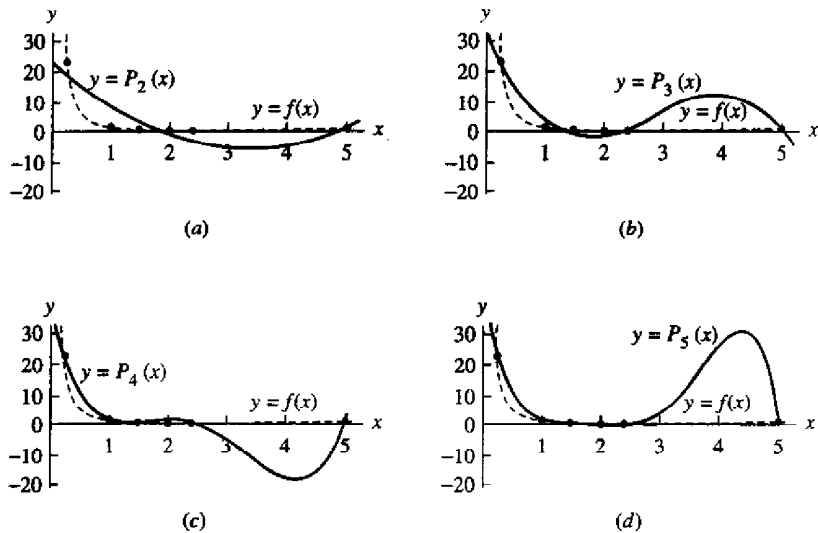 y
30
20
y = P₂ (x)
10
y = f(x)
0
x
1 2 3 4 5
−10
−20
(a)
y
30
20
y = P₃ (x)
10
y = f(x)
0
x
1 2 3 4 5
−10
−20
(b)
y
30
20
y = P₄ (x)
10
y = f(x)
0
x
1 2 3 4 5
−10
−20
(c)
y
30
y = P₅ (x)
20
10
y = f(x)
0
x
1 2 3 4 5
−10
−20
(d)